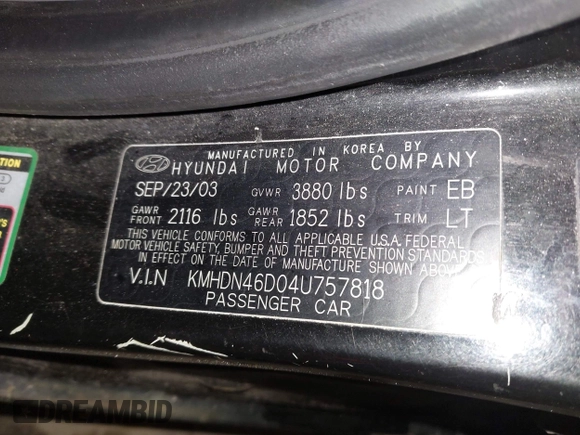 MANUFACTURED IN KOREA BY
HYUNDAI MOTOR COMPANY
SEP/23/03 GVWR 3880 lbs PAINT EB
GAWR FRONT 2116 lbs GAWR REAR 1852 lbs TRIM LT
THIS VEHICLE CONFORMS TO ALL APPLICABLE U.S.A. FEDERAL
MOTOR VEHICLE SAFETY, BUMPER AND THEFT PREVENTION STANDARDS
IN EFFECT ON THE DATE OF MANUFACTURE SHOWN ABOVE
V.I.N KMHDN46D04U757818
PASSENGER CAR
DREAMBID